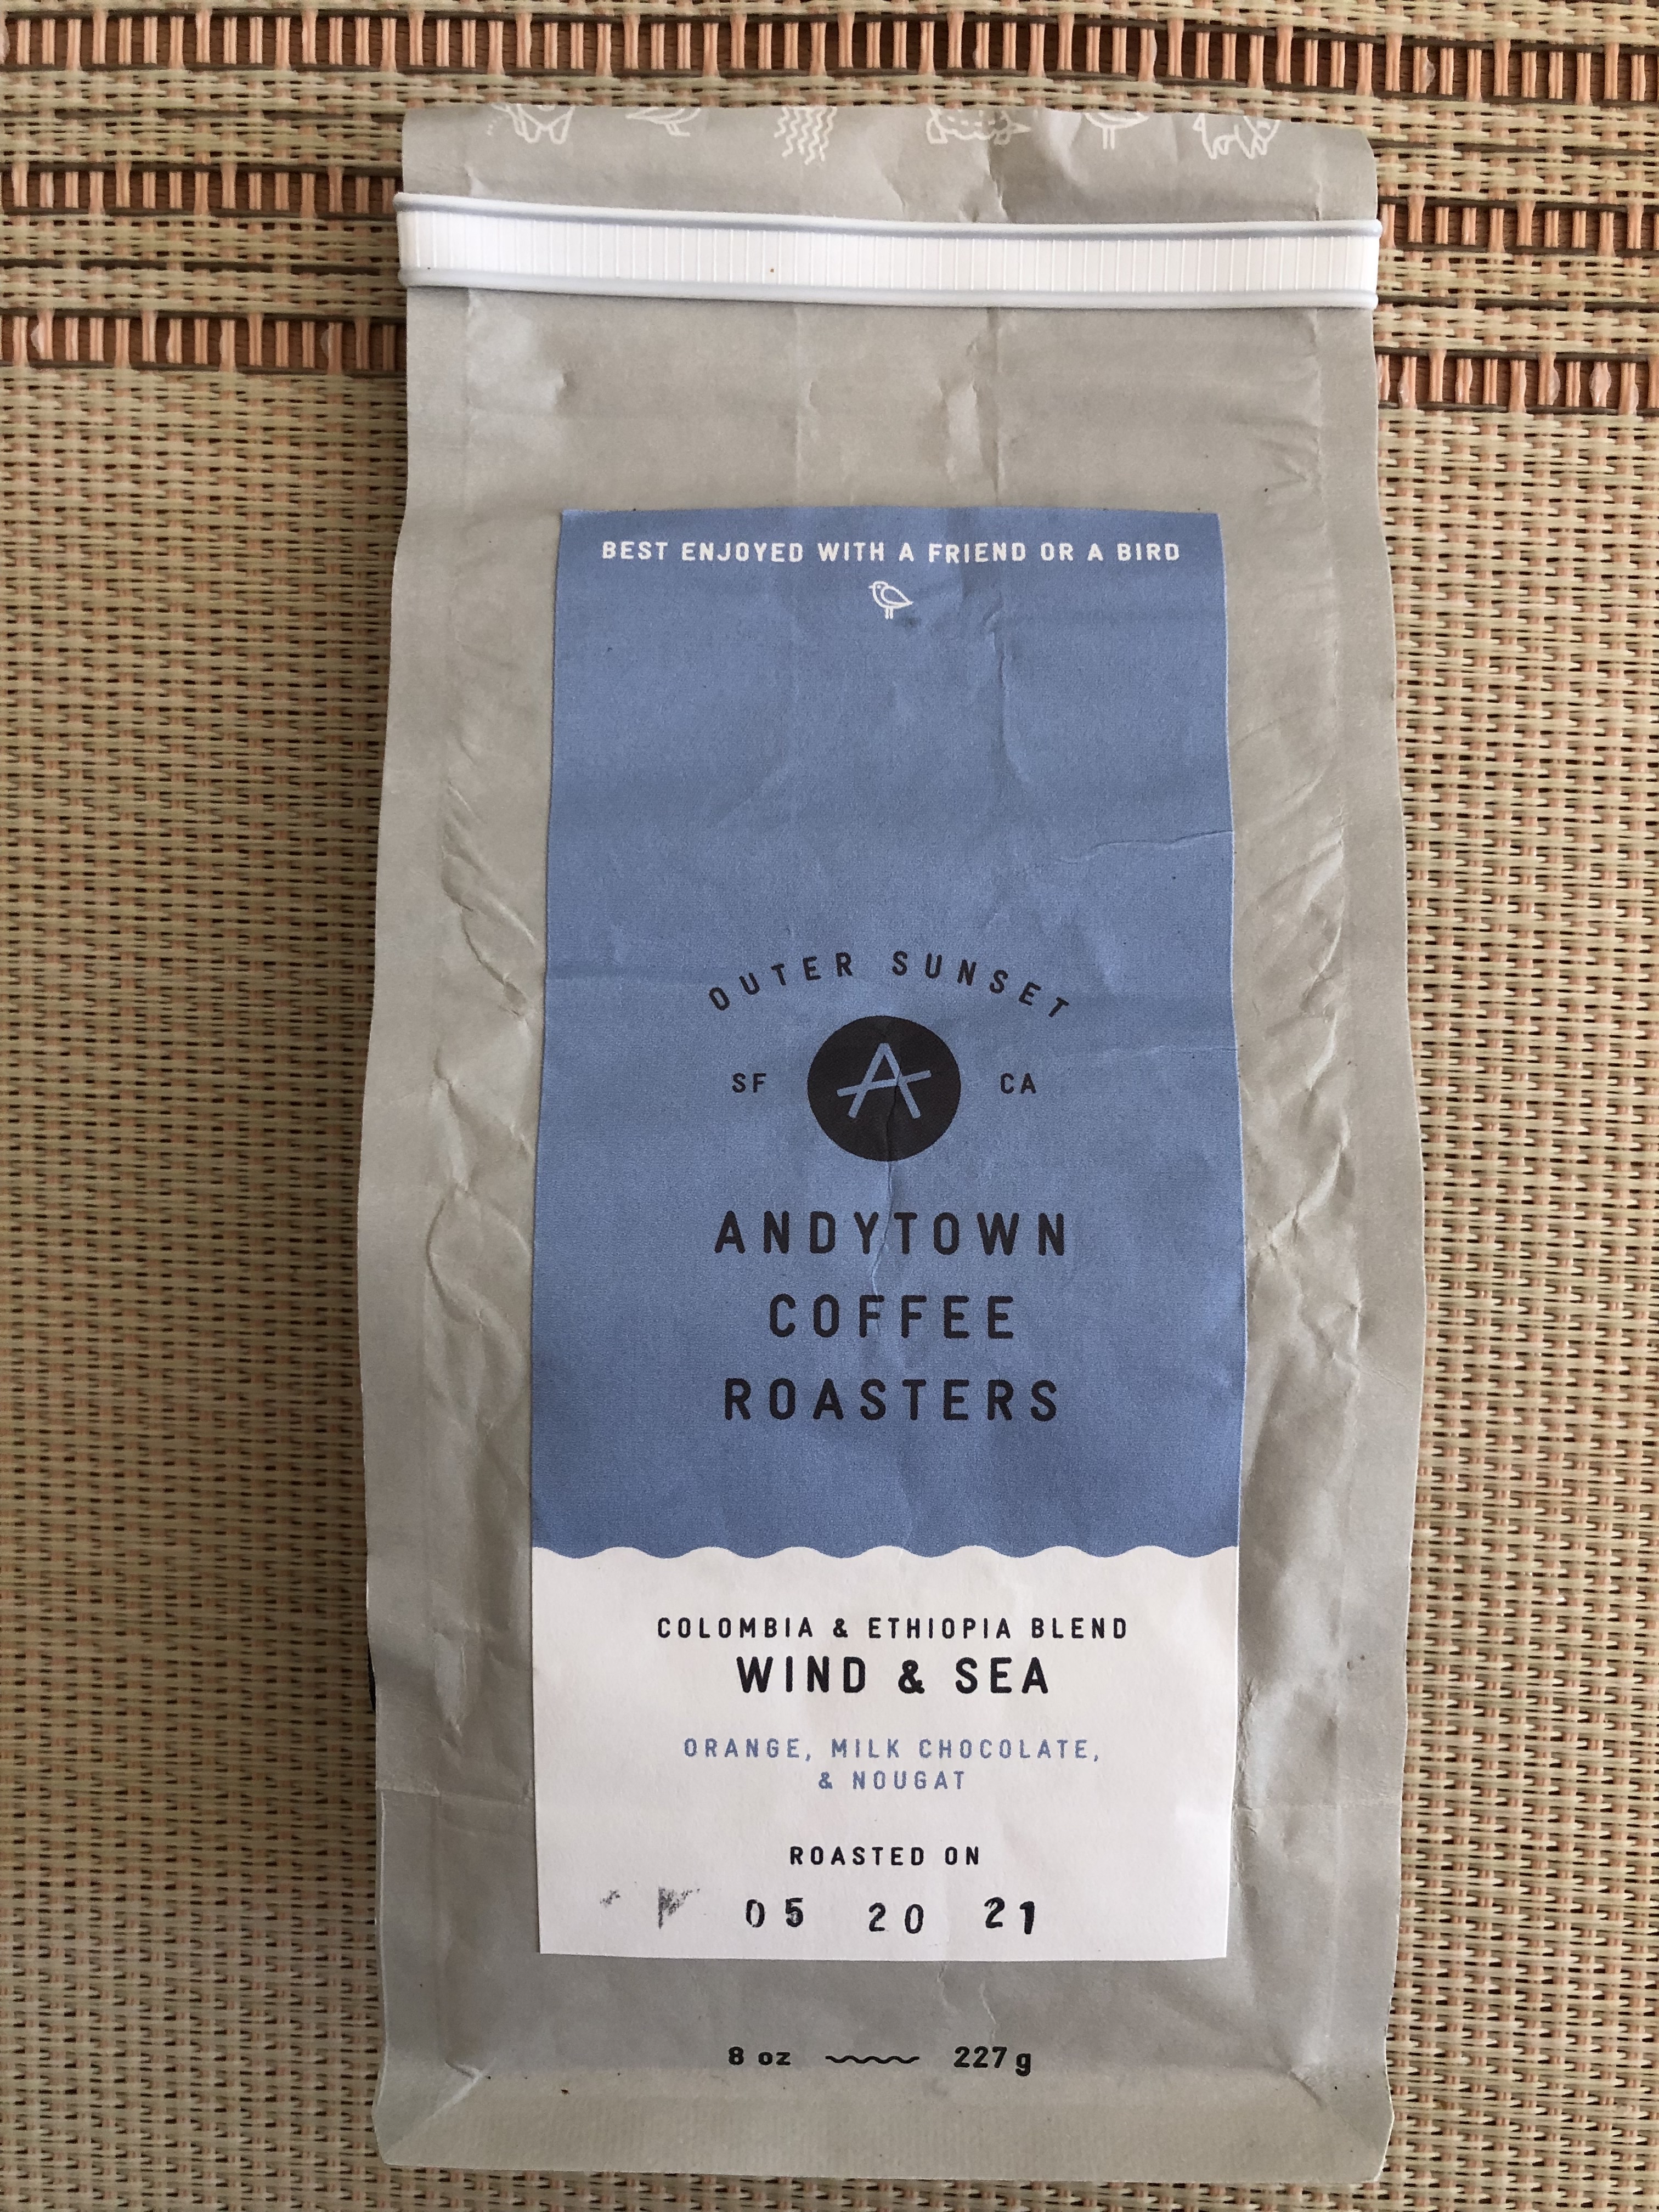 BEST ENJOYED WITH A FRIEND OR A BIRD
OUTER SUNSET
SF A CA
ANDYTOWN
COFFEE
ROASTERS
COLOMBIA & ETHIOPIA BLEND
WIND & SEA
ORANGE, MILK CHOCOLATE,
& NOUGAT
ROASTED ON
05 20 21
8 oz 227 g